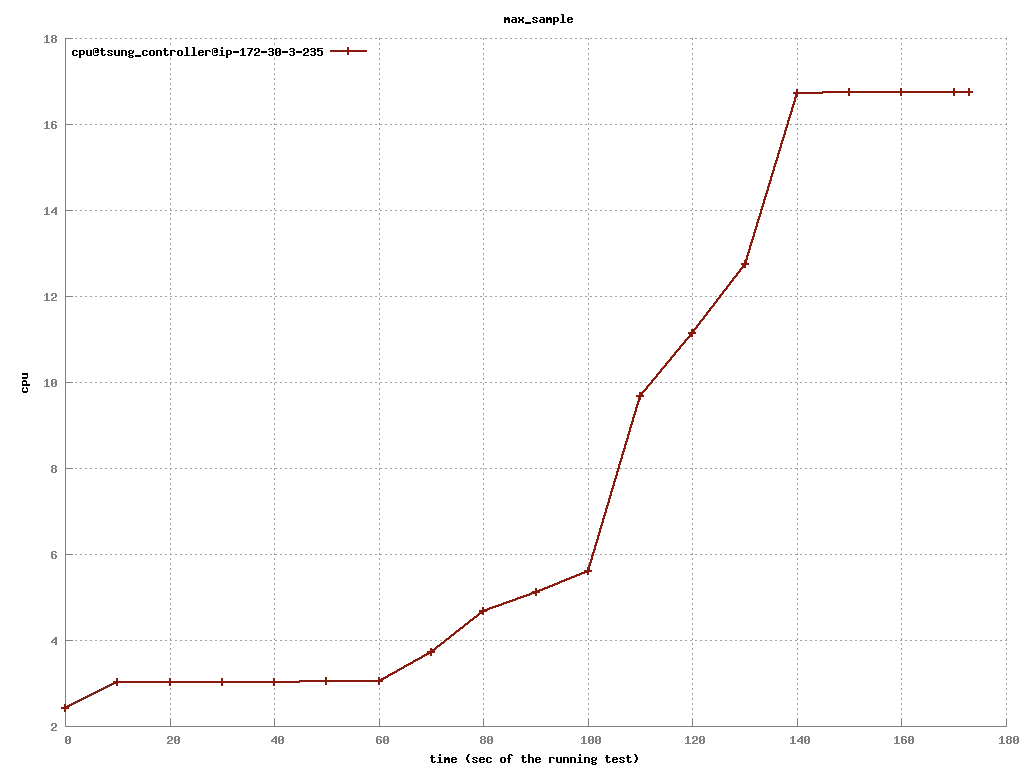 max_sample
cpu@tsung_controller@ip-172-30-3-235
18
16
14
12
10
8
6
4
2
cpu
0 20 40 60 80 100 120 140 160 180
time (sec of the running test)